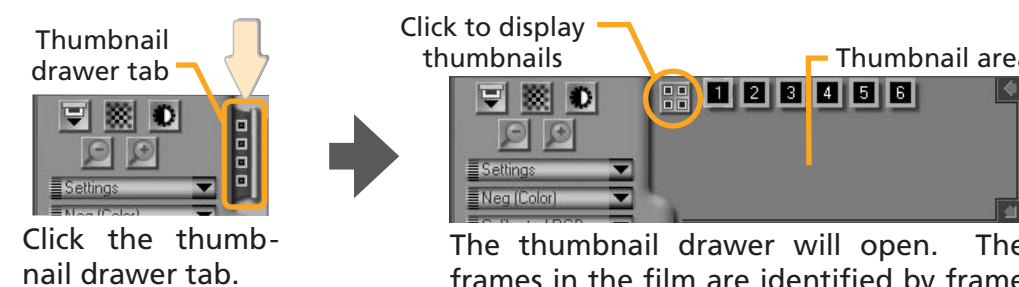 Thumbnail
drawer tab
Settings
Neg (Color)
Click the thumb-
nail drawer tab.
Click to display
thumbnails
Thumbnail area
1 2 3 4 5 6
Settings
Neg (Color)
The thumbnail drawer will open. The
frames in the film are identified by frame